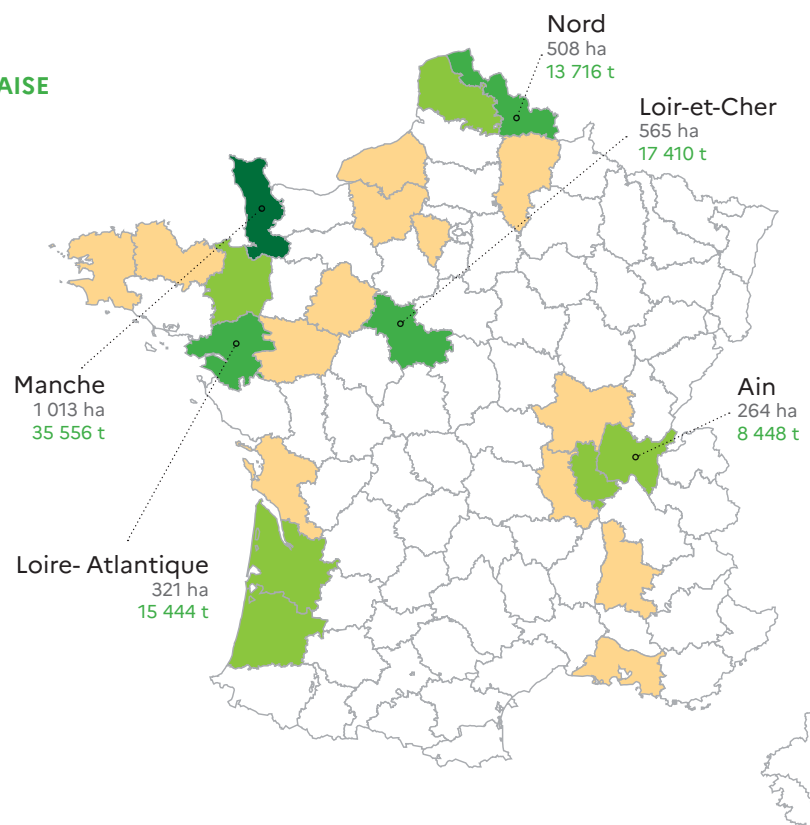 AISE
Nord
508 ha
13 716 t
Loir-et-Cher
565 ha
17 410 t
Manche
1 013 ha
35 556 t
Ain
264 ha
8 448 t
Loire- Atlantique
321 ha
15 444 t